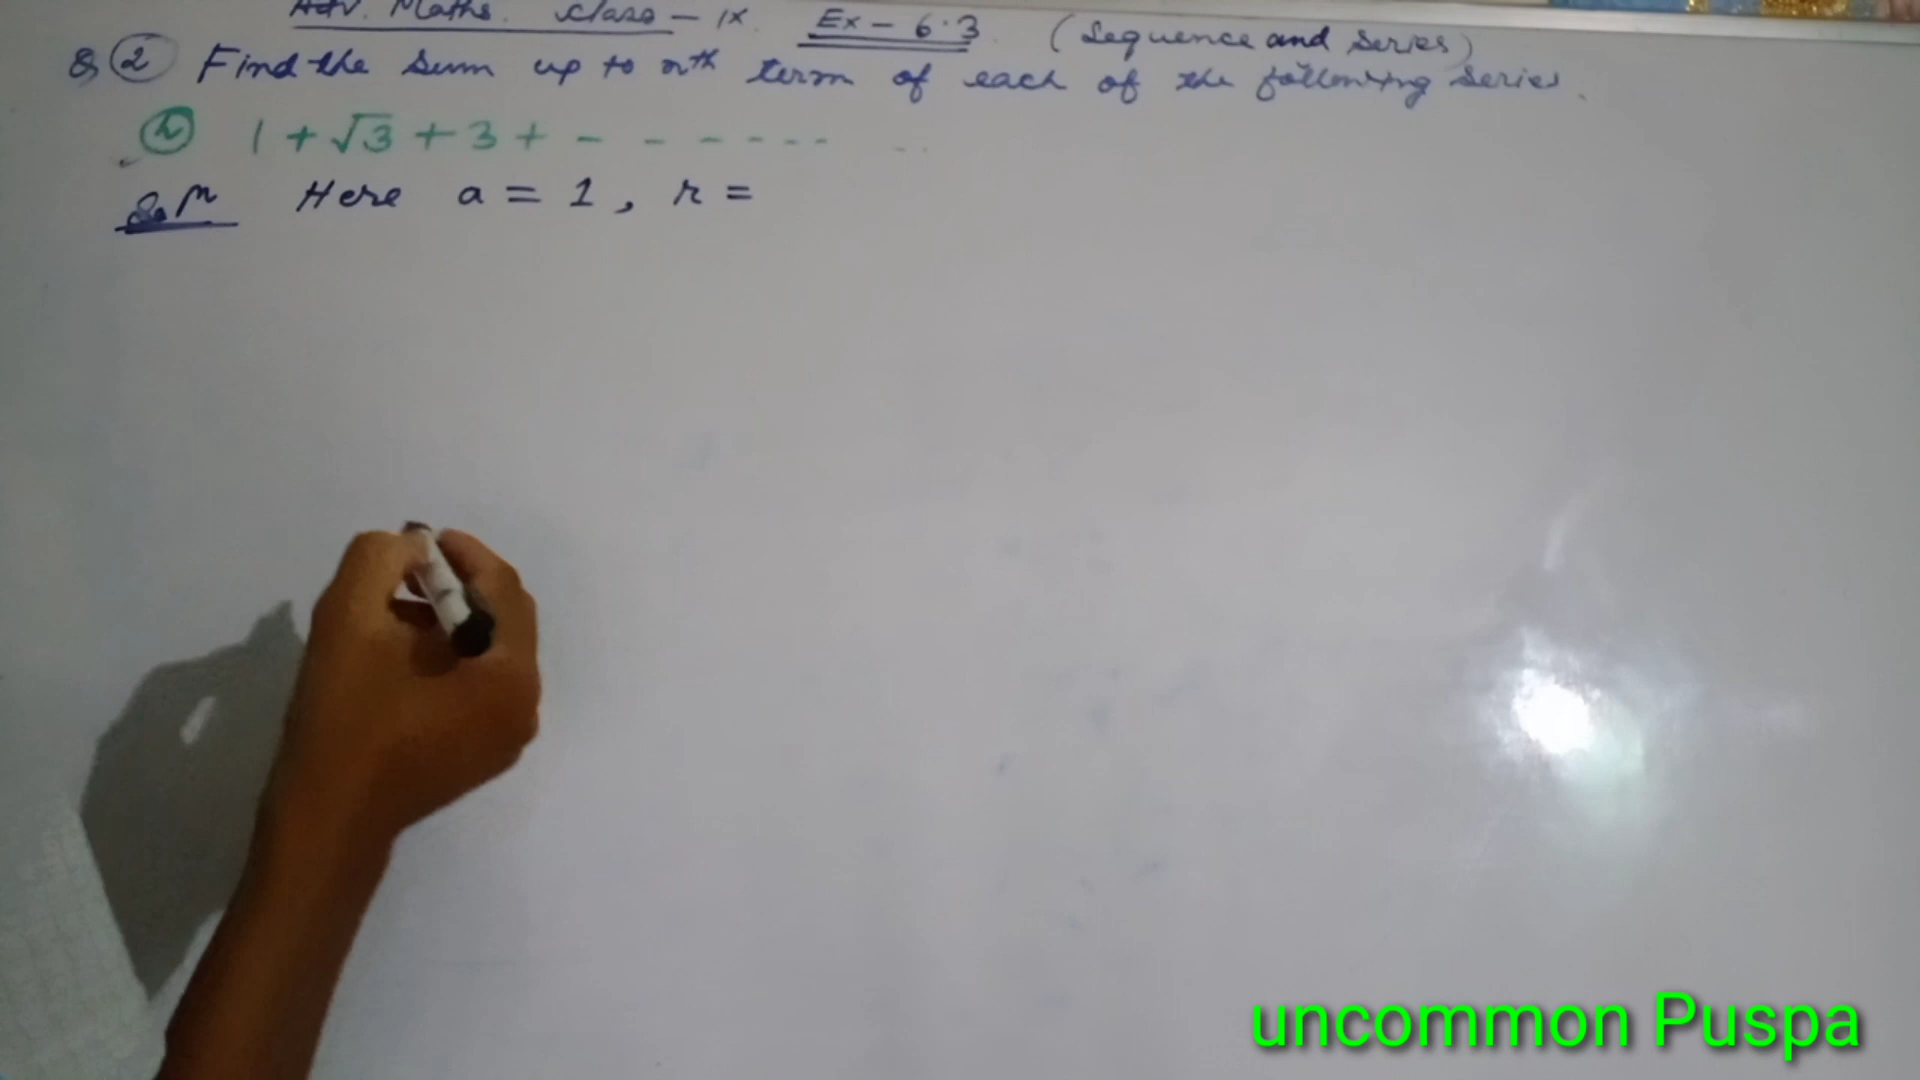 Adv. Maths. Class - IX. Ex - 6.3 (Sequence and Series)
Q ② Find the sum up to nth term of each of the following series.
1 + √3 + 3 + - - - - - - - - -
Soln Here a = 1, r =
uncommon Puspa